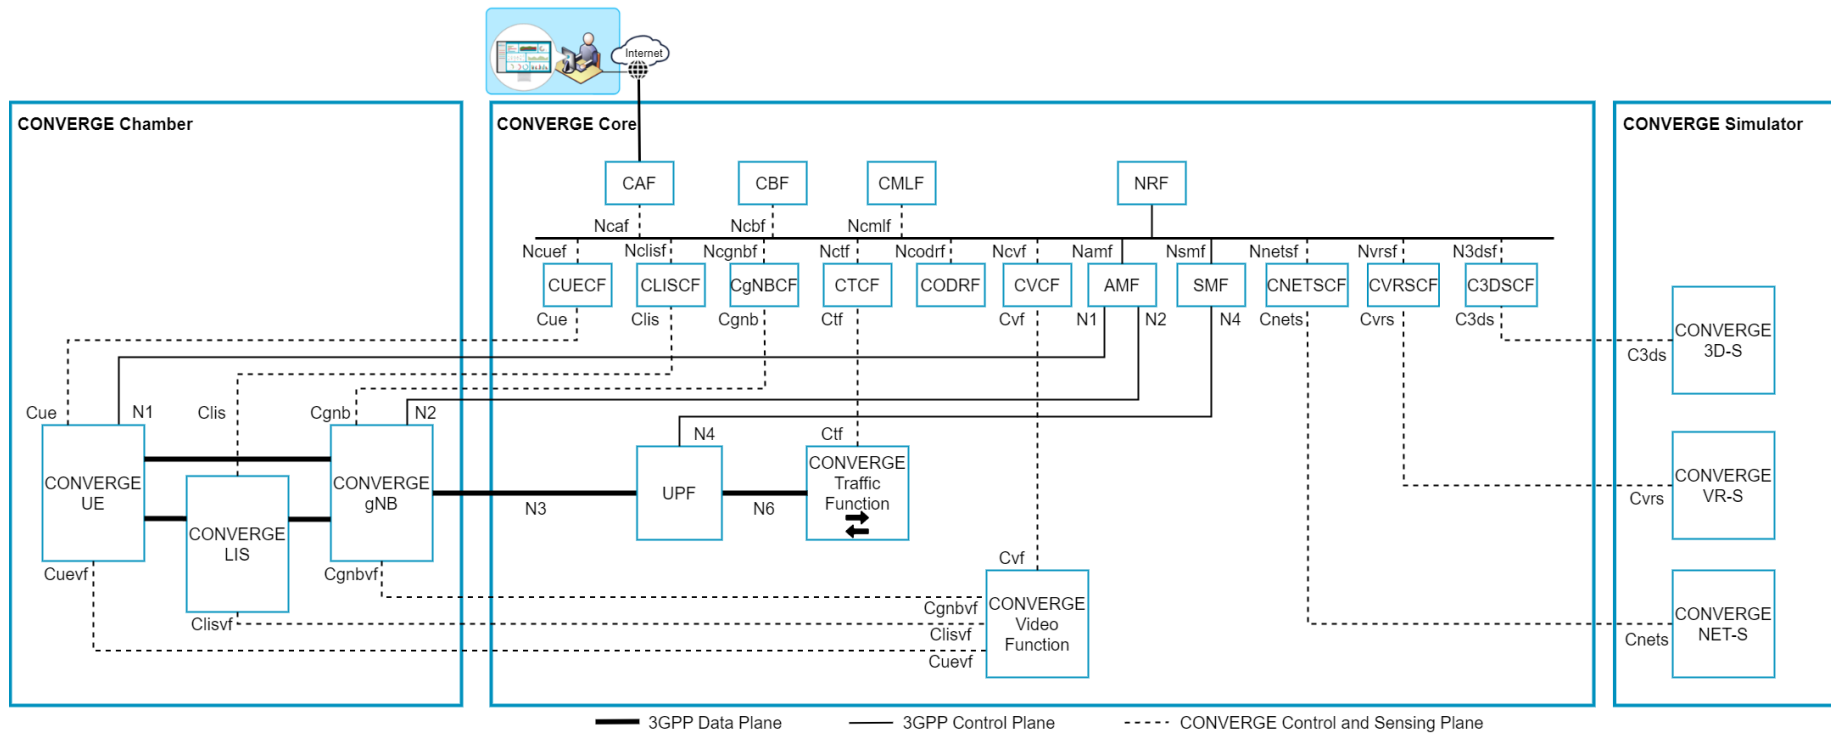 Internet
CONVERGE Chamber
CONVERGE Core
CONVERGE Simulator
CAF
CBF
CMLF
NRF
Ncaf
Ncbf
Ncmlf
Ncuef
Nclisf
Ncgnbf
Nctf
Ncodrf
Ncvf
Namf
Nsmf
Nnetsf
Nvrsf
N3dsf
CUECF
CLISCF
CgNBCF
CTCF
CODRF
CVCF
AMF
SMF
CNETSCF
CVRSCF
C3DSCF
Cue
Clis
Cgnb
Ctf
Cvf
N1
N2
N4
Cnets
Cvrs
C3ds
C3ds
CONVERGE
3D-S
Cue
N1
Clis
Cgnb
N2
N4
Ctf
CONVERGE
UE
CONVERGE
LIS
CONVERGE
gNB
N3
UPF
N6
CONVERGE
Traffic
Function
Cvrs
CONVERGE
VR-S
Cuevf
Clisvf
Cgnbvf
Cvf
Cgnbvf
Clisvf
Cuevf
CONVERGE
Video
Function
Cnets
CONVERGE
NET-S
3GPP Data Plane
3GPP Control Plane
CONVERGE Control and Sensing Plane